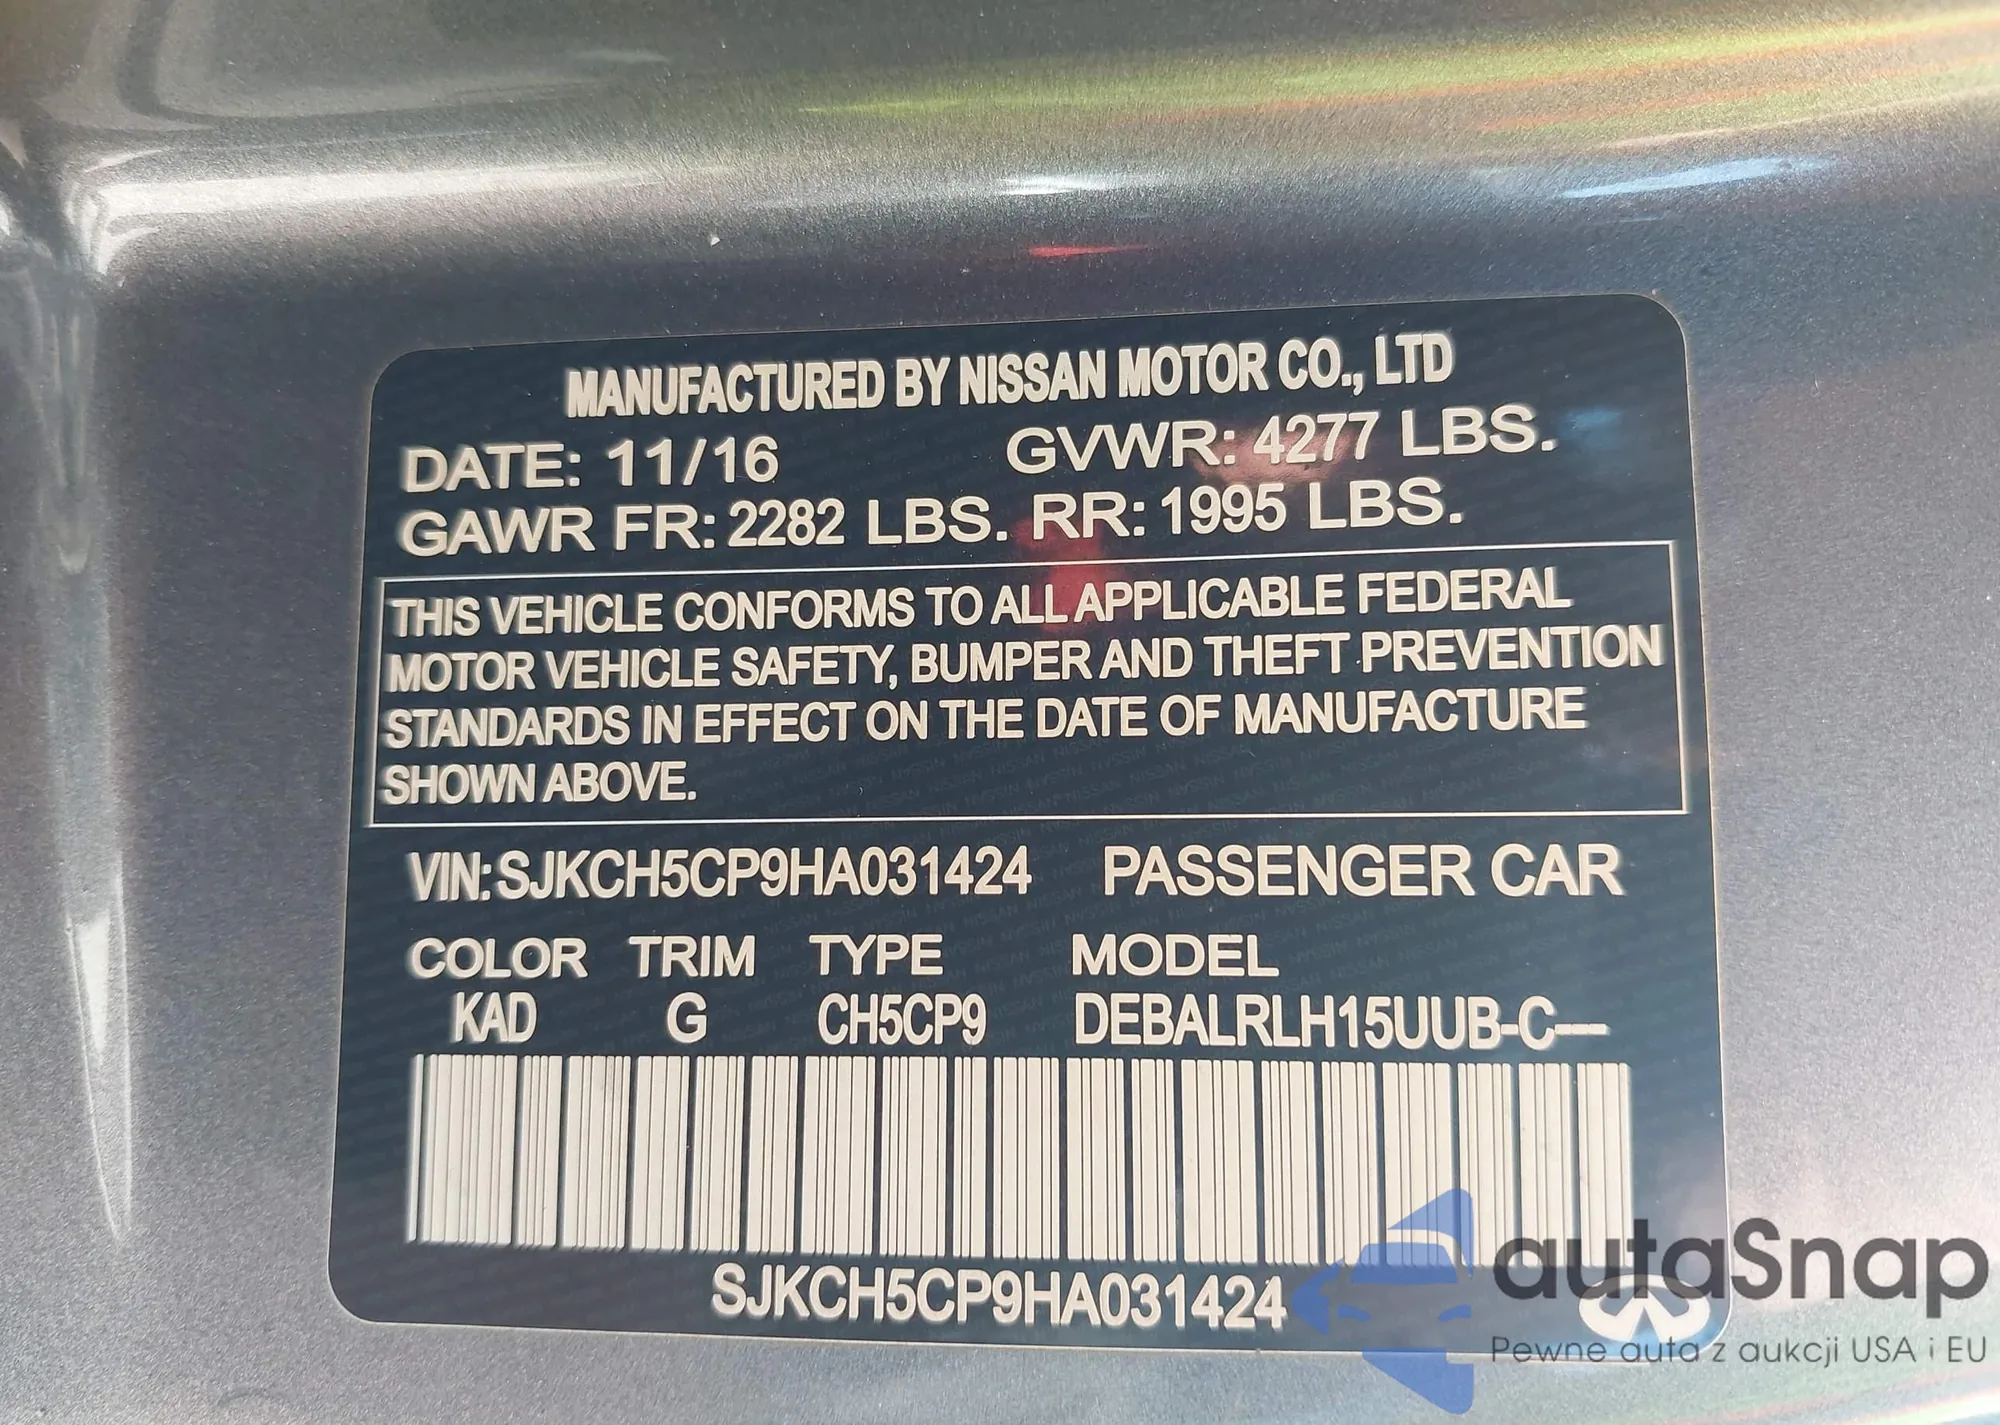 MANUFACTURED BY NISSAN MOTOR CO., LTD
DATE: 11/16 GVWR: 4277 LBS.
GAWR FR: 2282 LBS. RR: 1995 LBS.
THIS VEHICLE CONFORMS TO ALL APPLICABLE FEDERAL
MOTOR VEHICLE SAFETY, BUMPER AND THEFT PREVENTION
STANDARDS IN EFFECT ON THE DATE OF MANUFACTURE
SHOWN ABOVE.
VIN: SJKCH5CP9HA031424 PASSENGER CAR
COLOR TRIM TYPE MODEL
KAD G CH5CP9 DEBALRLH15UUB-C---
SJKCH5CP9HA031424
autaSnap
Pewne auta z aukcji USA i EU